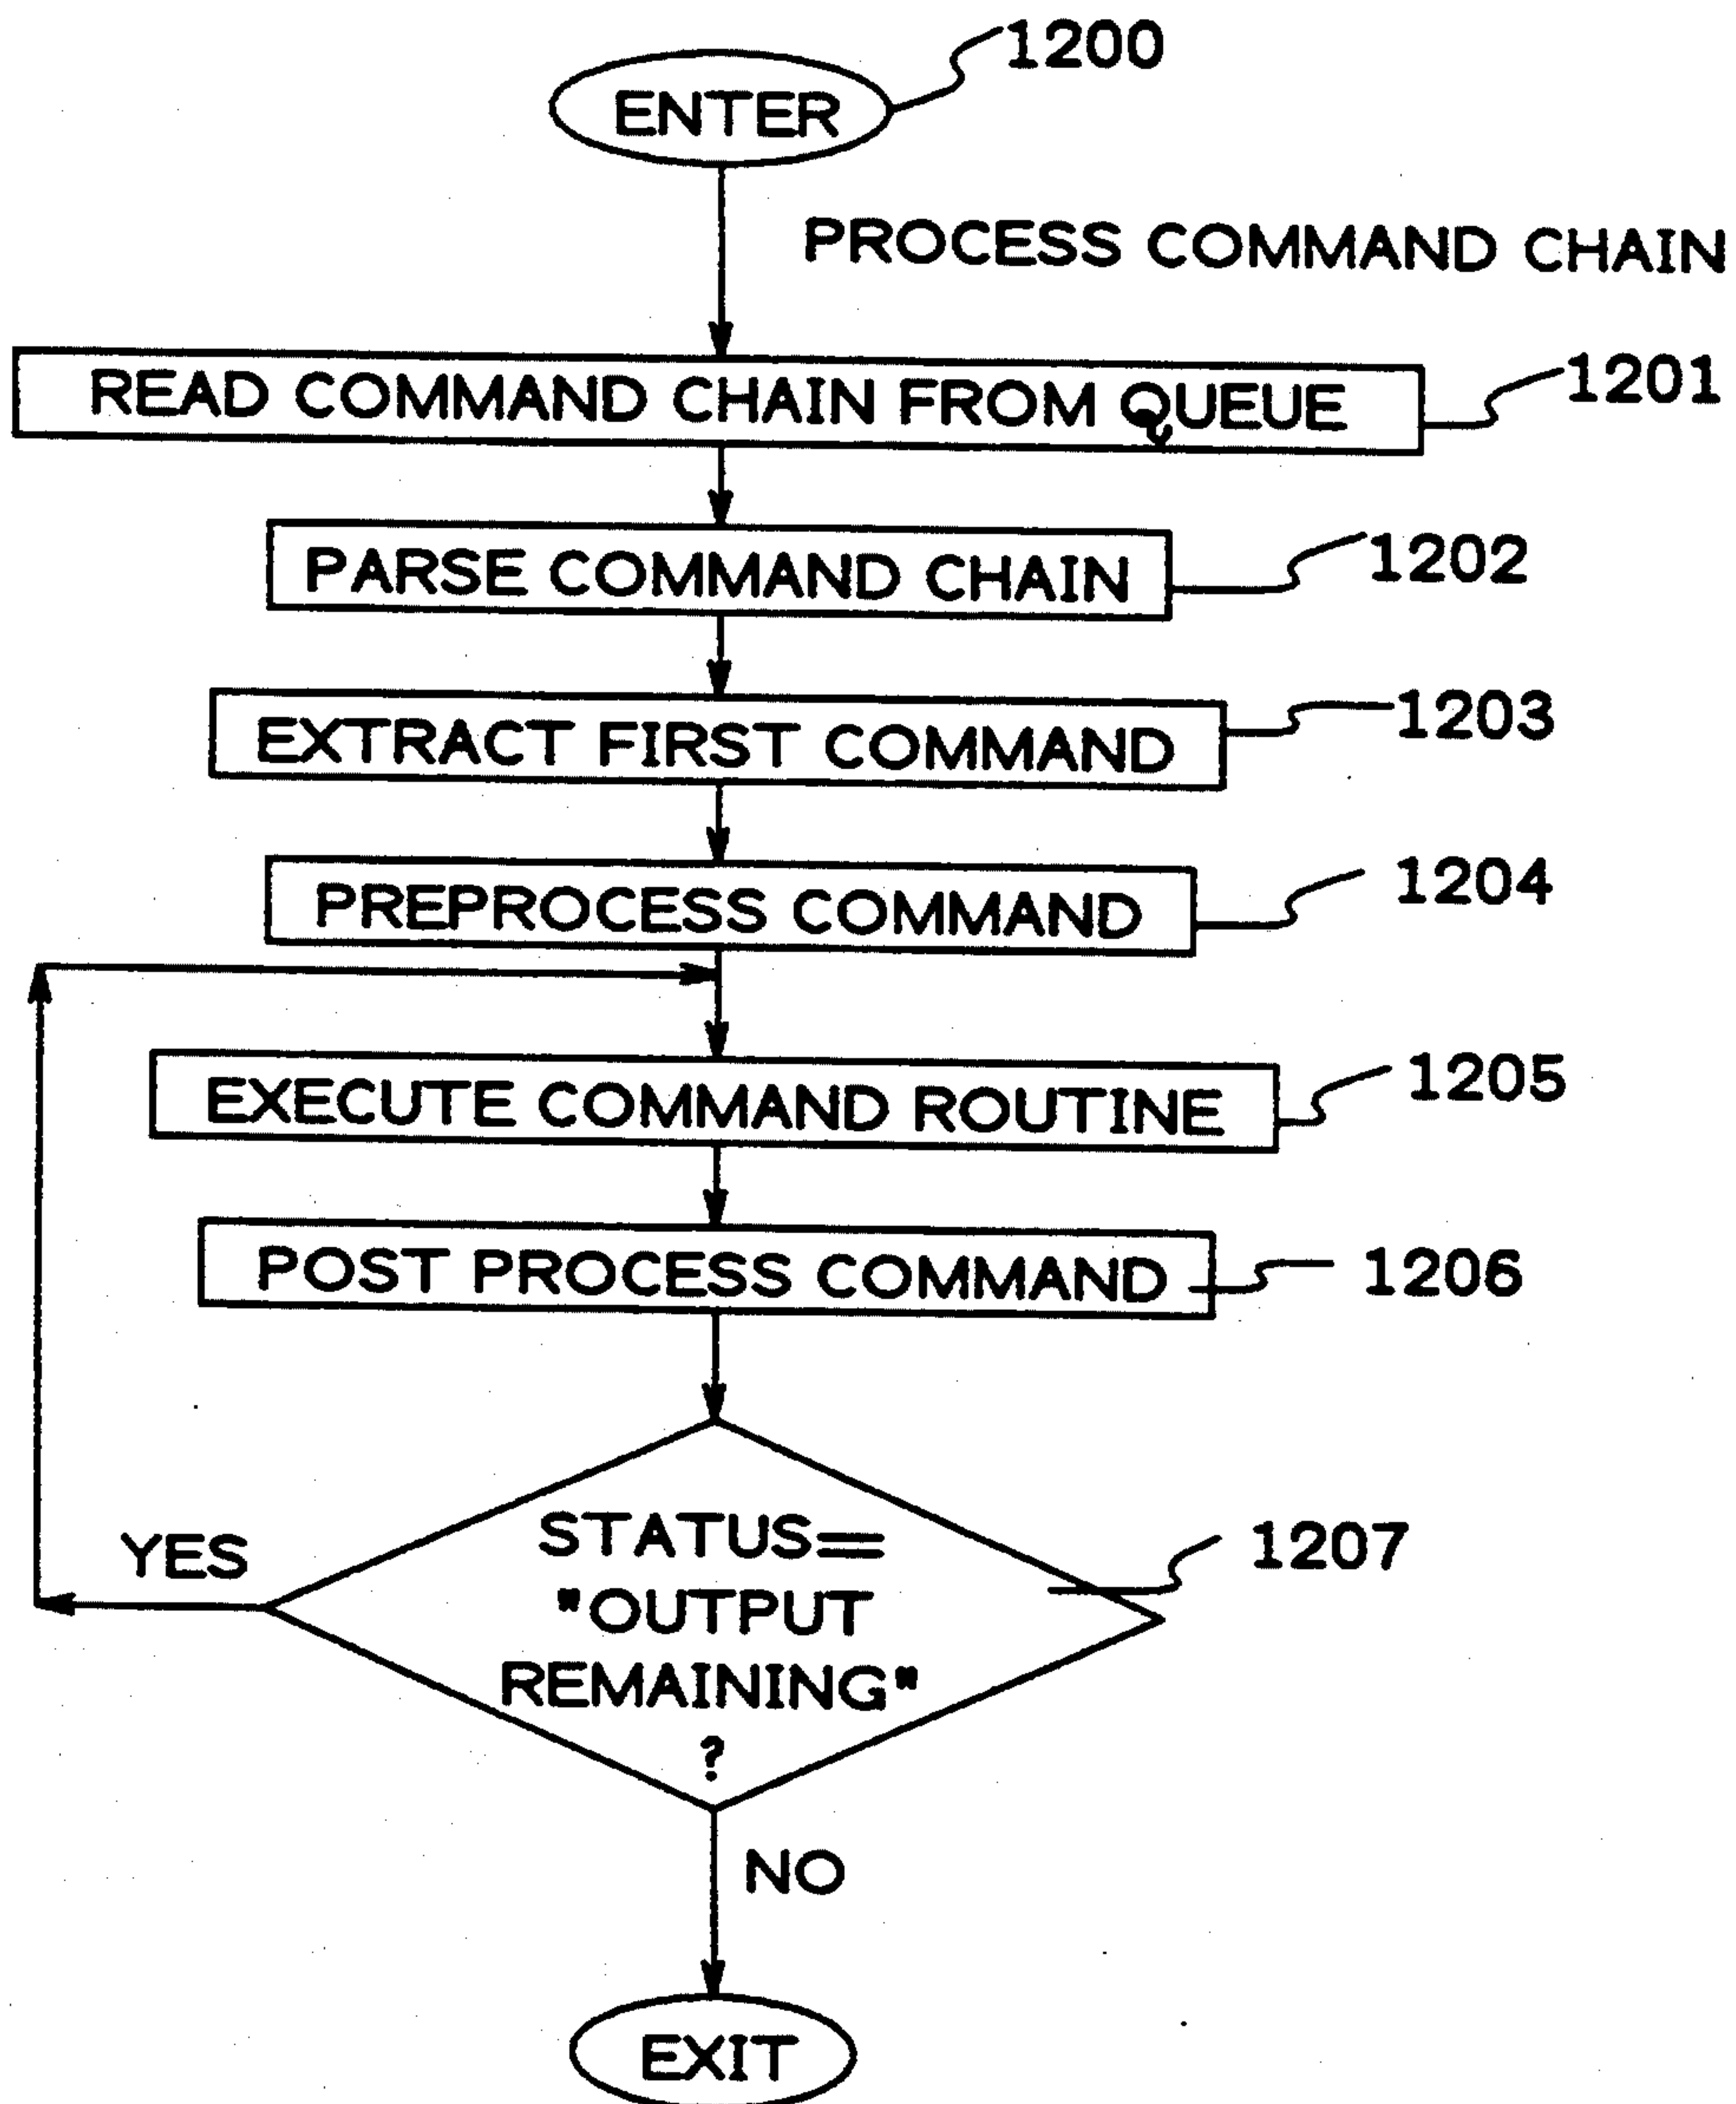 1200
ENTER
PROCESS COMMAND CHAIN
READ COMMAND CHAIN FROM QUEUE
1201
PARSE COMMAND CHAIN
1202
EXTRACT FIRST COMMAND
1203
PREPROCESS COMMAND
1204
EXECUTE COMMAND ROUTINE
1205
POST PROCESS COMMAND
1206
STATUS=
"OUTPUT
REMAINING"
?
1207
YES
NO
EXIT